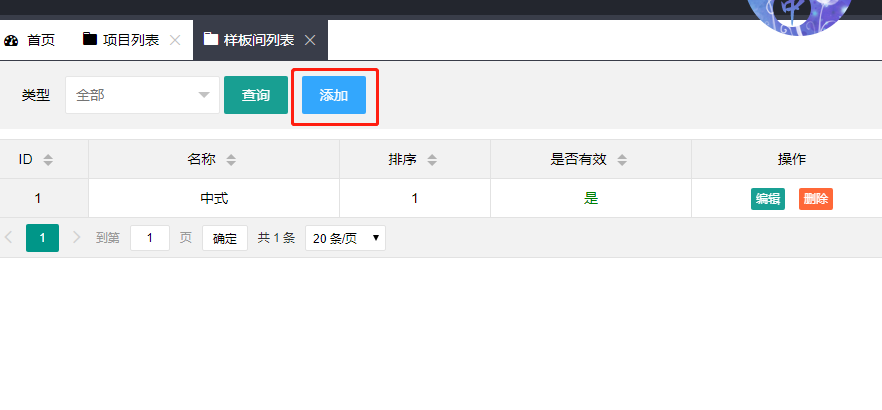 申
首页 项目列表 样板间列表
类型 全部 查询 添加
ID 名称 排序 是否有效 操作
1 中式 1 是 编辑 删除
1 到第 1 页 确定 共 1 条 20 条/页